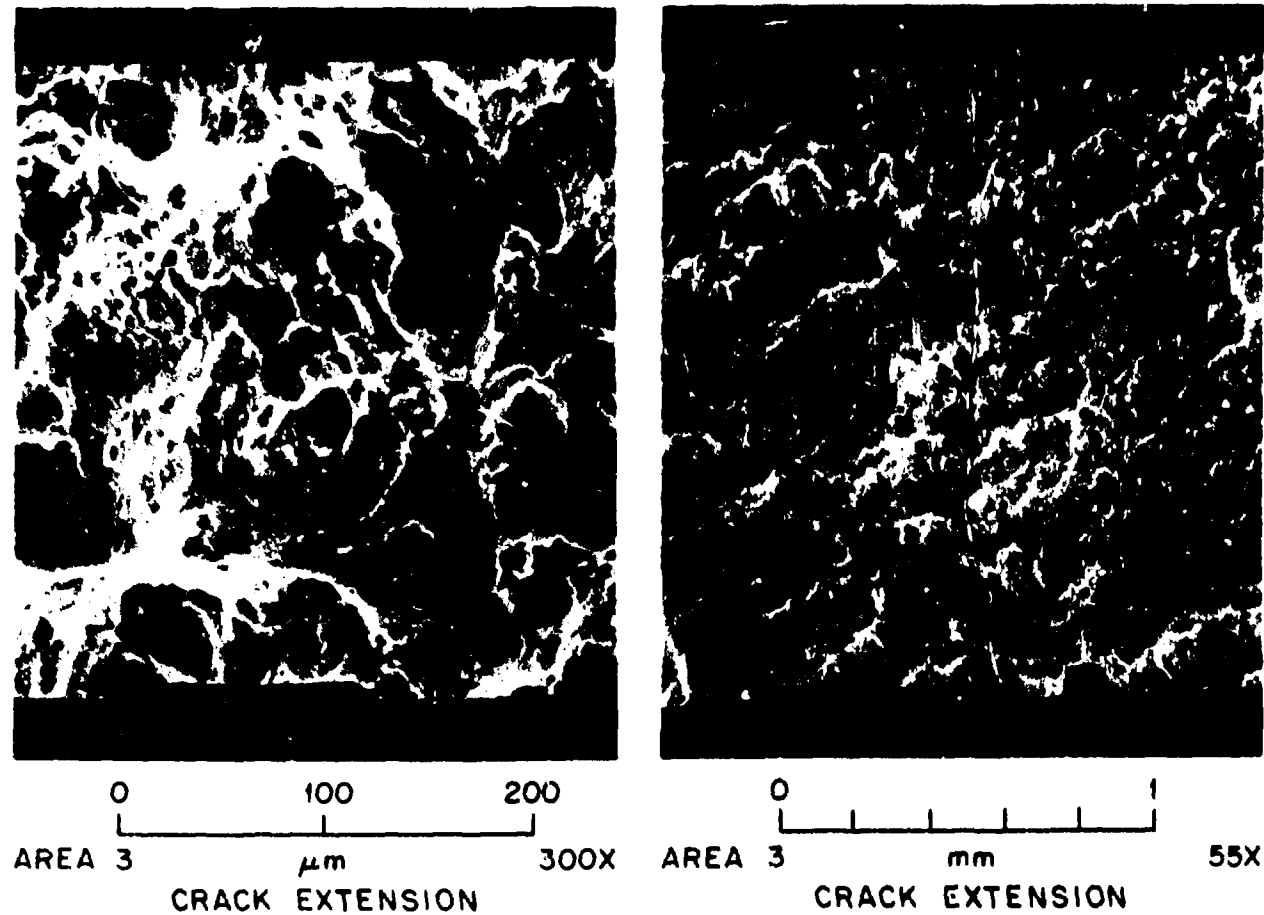 0 100 200
AREA 3 μm 300X
CRACK EXTENSION
0 1
AREA 3 mm 55X
CRACK EXTENSION